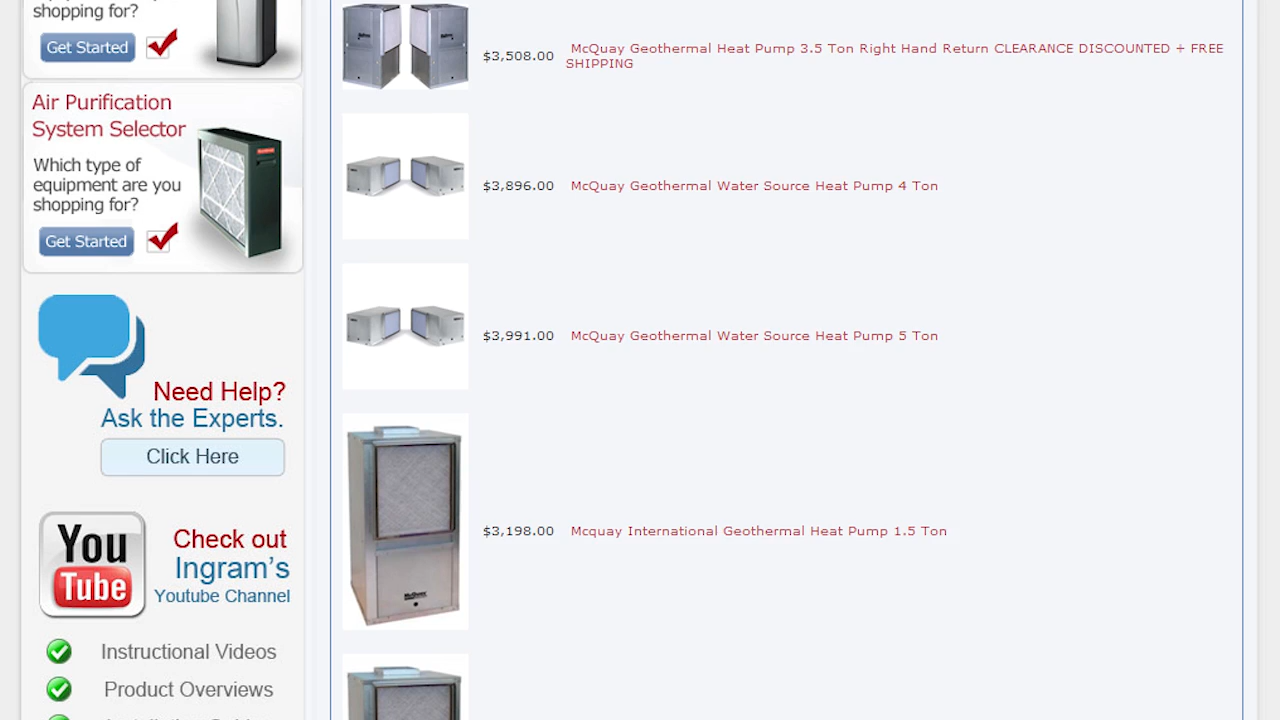 shopping for?
Get Started
Air Purification
System Selector
Which type of
equipment are you
shopping for?
Get Started
Need Help?
Ask the Experts.
Click Here
You
Tube
Check out
Ingram’s
Youtube Channel
Instructional Videos
Product Overviews
$3,508.00 McQuay Geothermal Heat Pump 3.5 Ton Right Hand Return CLEARANCE DISCOUNTED + FREE
SHIPPING
$3,896.00 McQuay Geothermal Water Source Heat Pump 4 Ton
$3,991.00 McQuay Geothermal Water Source Heat Pump 5 Ton
$3,198.00 Mcquay International Geothermal Heat Pump 1.5 Ton